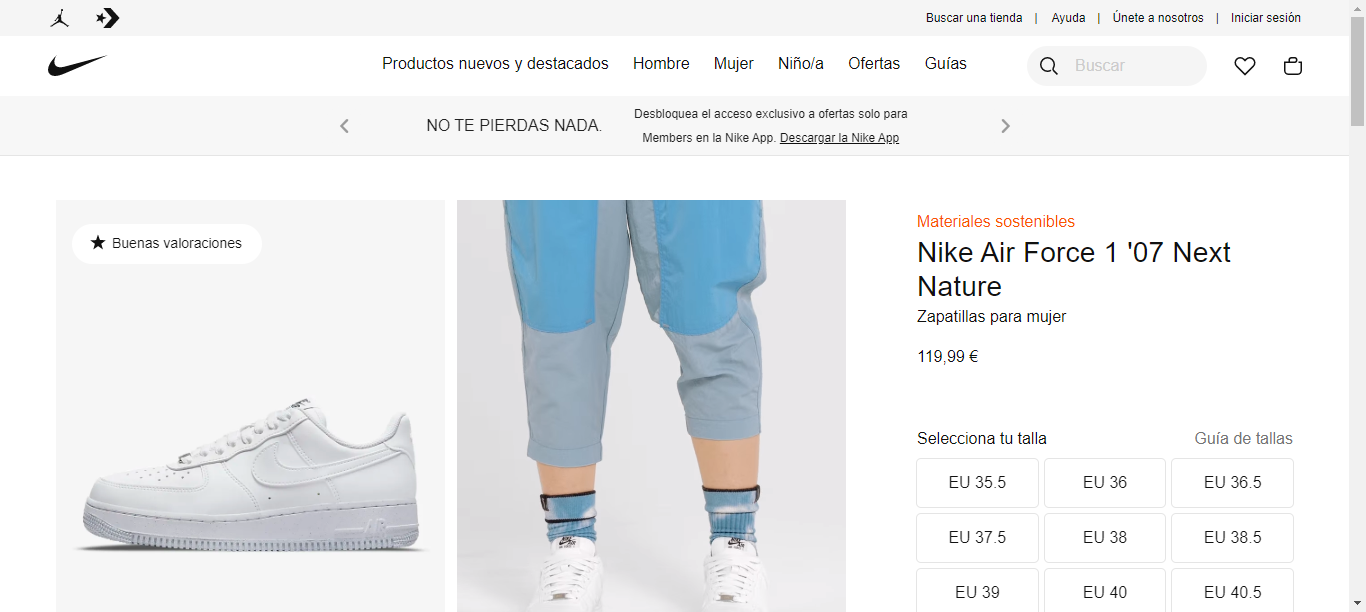 Buscar una tienda | Ayuda | Únete a nosotros | Iniciar sesión
Productos nuevos y destacados Hombre Mujer Niño/a Ofertas Guías
Buscar
NO TE PIERDAS NADA.
Desbloquea el acceso exclusivo a ofertas solo para
Members en la Nike App. Descargar la Nike App
★ Buenas valoraciones
Materiales sostenibles
Nike Air Force 1 '07 Next
Nature
Zapatillas para mujer
119,99 €
Selecciona tu talla Guía de tallas
EU 35.5 EU 36 EU 36.5
EU 37.5 EU 38 EU 38.5
EU 39 EU 40 EU 40.5